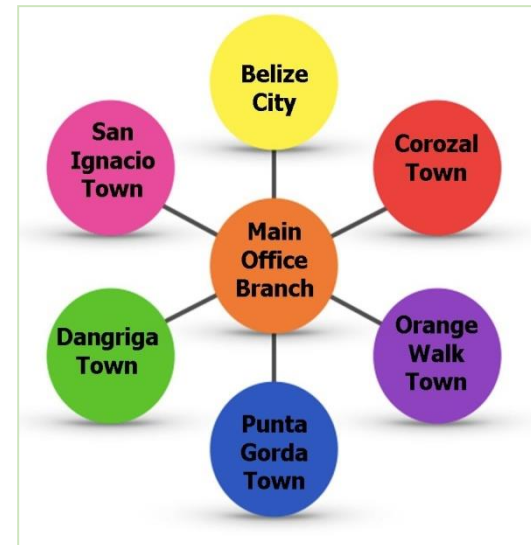 Belize
City
San
Ignacio
Town
Corozal
Town
Main
Office
Branch
Dangriga
Town
Orange
Walk
Town
Punta
Gorda
Town